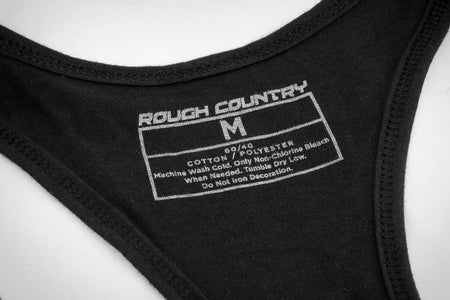 ROUGH COUNTRY
M
60/40
COTTON / POLYESTER
Machine Wash Cold. Only Non-Chlorine Bleach
When Needed. Tumble Dry Low.
Do Not Iron Decoration.